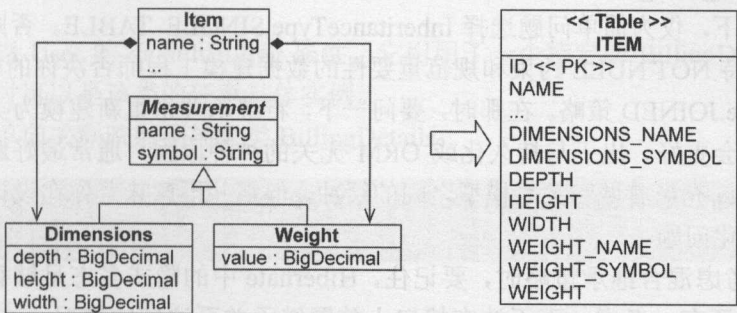 Item
name : String
...
Measurement
name : String
symbol : String
Dimensions
depth : BigDecimal
height : BigDecimal
width : BigDecimal
Weight
value : BigDecimal
<< Table >>
ITEM
ID << PK >>
NAME
...
DIMENSIONS_NAME
DIMENSIONS_SYMBOL
DEPTH
HEIGHT
WIDTH
WEIGHT_NAME
WEIGHT_SYMBOL
WEIGHT